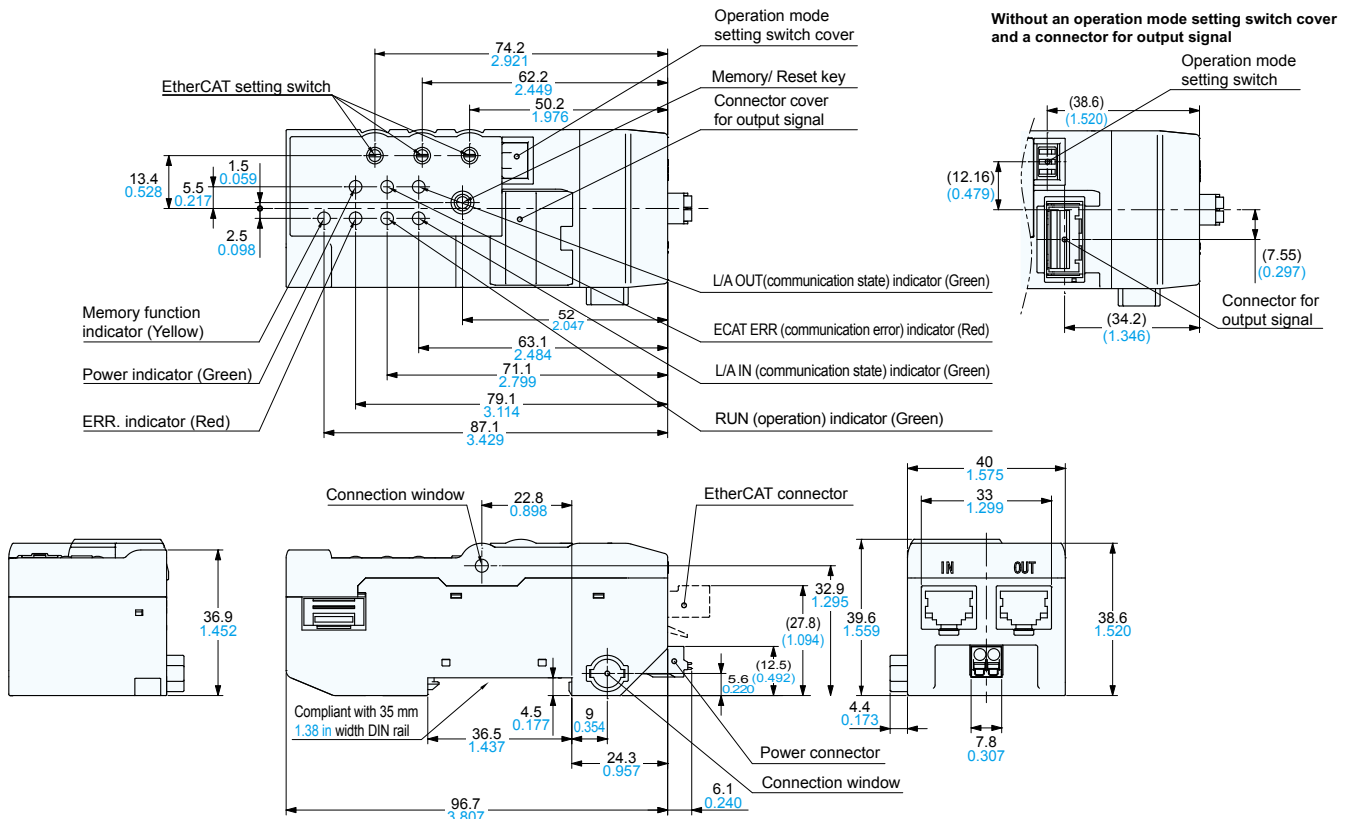 Operation mode
setting switch cover
Without an operation mode setting switch cover
and a connector for output signal
Operation mode
setting switch
74.2
2.921
EtherCAT setting switch
62.2
2.449
Memory/ Reset key
50.2
1.976
Connector cover
for output signal
(38.6)
(1.520)
13.4
0.528
1.5
0.059
5.5
0.217
2.5
0.098
(12.16)
(0.479)
(7.55)
(0.297)
L/A OUT(communication state) indicator (Green)
Memory function
indicator (Yellow)
52
2.047
ECAT ERR (communication error) indicator (Red)
(34.2)
(1.346)
Connector for
output signal
63.1
2.484
Power indicator (Green)
71.1
2.799
L/A IN (communication state) indicator (Green)
79.1
3.114
ERR. indicator (Red)
RUN (operation) indicator (Green)
87.1
3.429
40
1.575
Connection window
22.8
0.898
EtherCAT connector
33
1.299
IN
OUT
36.9
1.452
32.9
1.295
39.6
1.559
38.6
1.520
(27.8)
(1.094)
(12.5)
(0.492)
5.6
0.220
Compliant with 35 mm
1.38 in width DIN rail
4.5
0.177
9
0.354
4.4
0.173
36.5
1.437
7.8
0.307
24.3
0.957
Power connector
Connection window
6.1
0.240
96.7
3.807